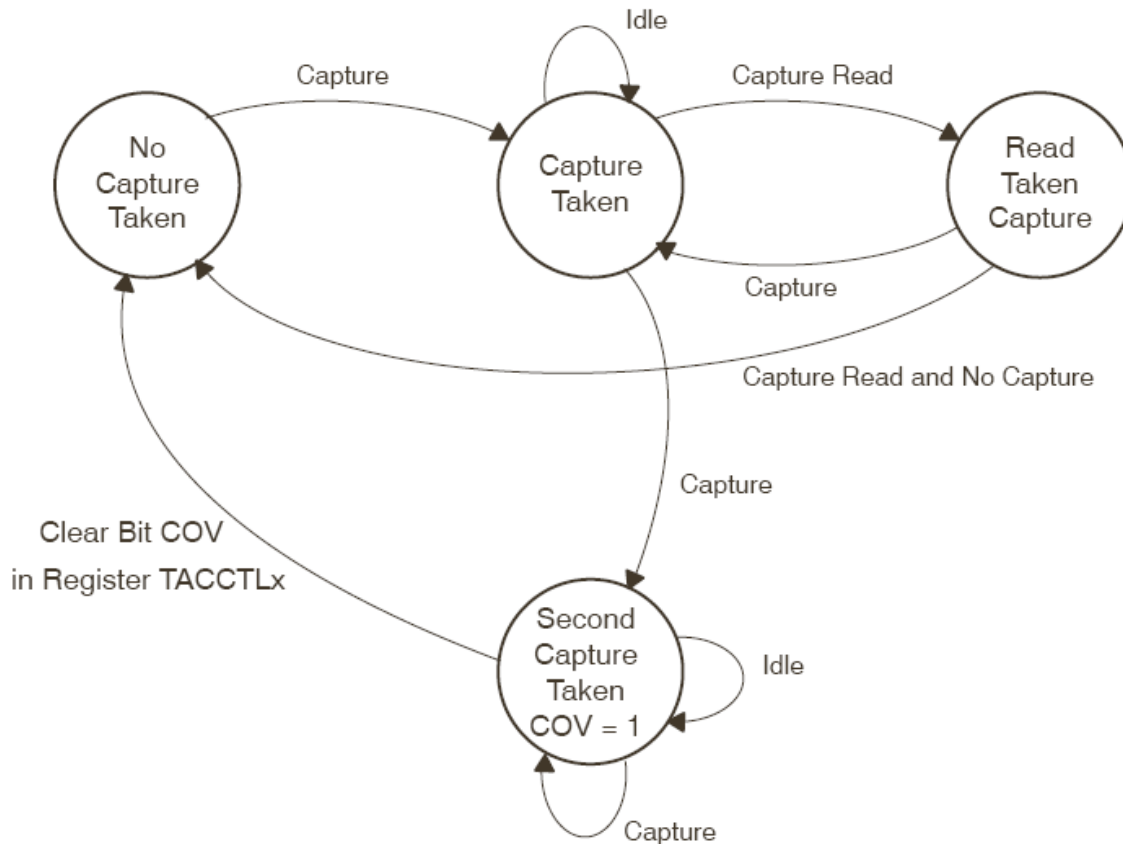 Idle
Capture
Capture Read
No
Capture
Taken
Capture
Taken
Read
Taken
Capture
Capture
Capture Read and No Capture
Capture
Clear Bit COV
in Register TACCTLx
Second
Capture
Taken
COV = 1
Idle
Capture